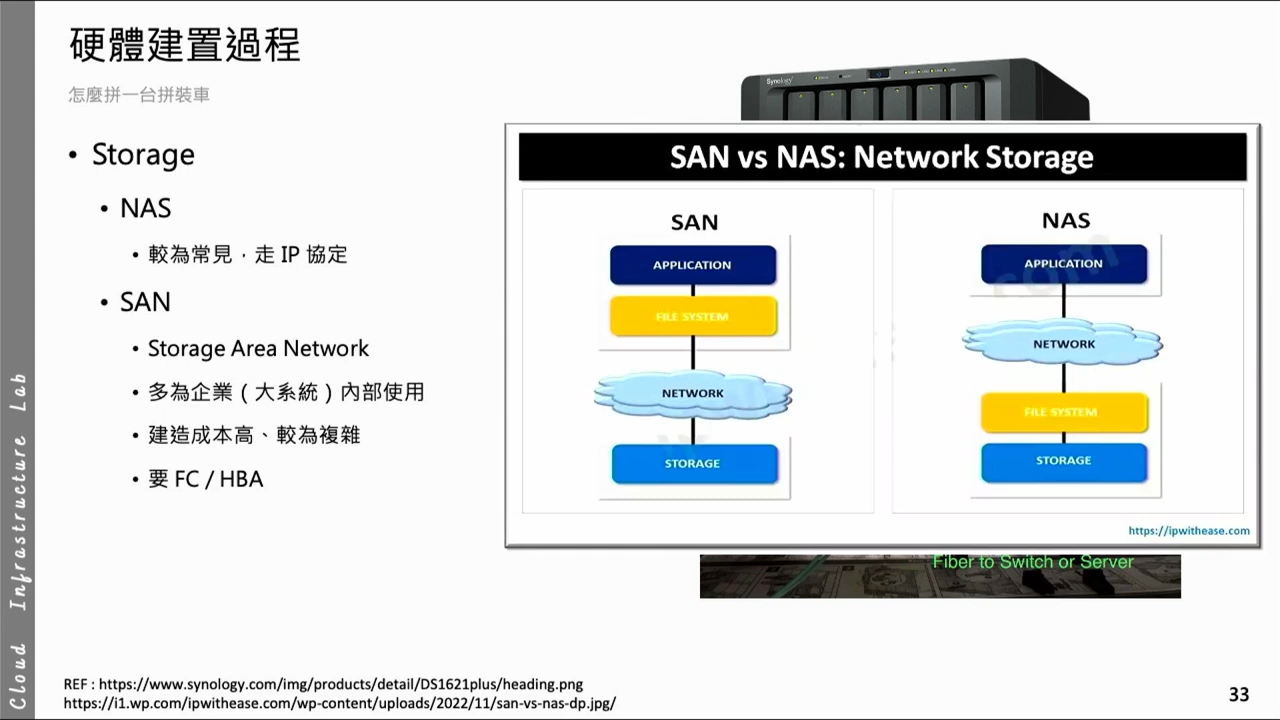 硬體建置過程
怎麼拼一台拼裝車
• Storage
• NAS
• 較為常見，走 IP 協定
• SAN
• Storage Area Network
• 多為企業（大系統）內部使用
• 建造成本高、較為複雜
• 要 FC / HBA
Synology
SAN vs NAS: Network Storage
SAN
APPLICATION
FILE SYSTEM
NETWORK
STORAGE
NAS
APPLICATION
NETWORK
FILE SYSTEM
STORAGE
https://ipwithease.com
Fiber to Switch or Server
Cloud Infrastructure Lab
REF : https://www.synology.com/img/products/detail/DS1621plus/heading.png
https://i1.wp.com/ipwithease.com/wp-content/uploads/2022/11/san-vs-nas-dp.jpg/
33